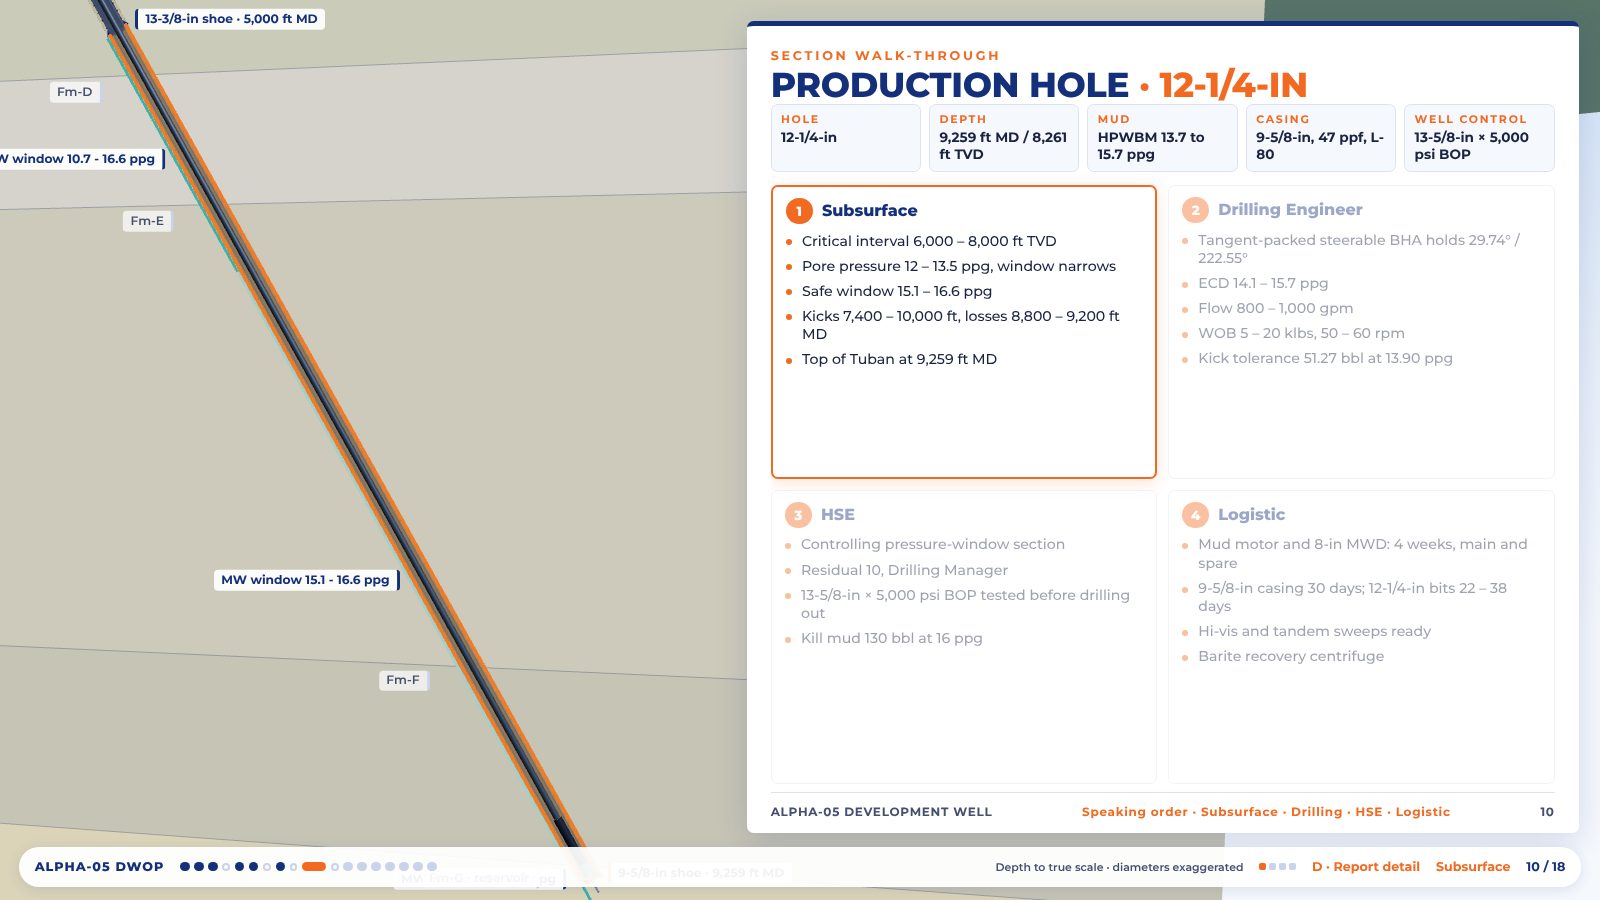 13-3/8-in shoe · 5,000 ft MD
Fm-D
W window 10.7 - 16.6 ppg
Fm-E
MW window 15.1 - 16.6 ppg
Fm-F
SECTION WALK-THROUGH
PRODUCTION HOLE · 12-1/4-IN
HOLE
12-1/4-in
DEPTH
9,259 ft MD / 8,261
ft TVD
MUD
HPWBM 13.7 to
15.7 ppg
CASING
9-5/8-in, 47 ppf, L-
80
WELL CONTROL
13-5/8-in × 5,000
psi BOP
1 Subsurface
Critical interval 6,000 – 8,000 ft TVD
Pore pressure 12 – 13.5 ppg, window narrows
Safe window 15.1 – 16.6 ppg
Kicks 7,400 – 10,000 ft, losses 8,800 – 9,200 ft
MD
Top of Tuban at 9,259 ft MD
2 Drilling Engineer
Tangent-packed steerable BHA holds 29.74° /
222.55°
ECD 14.1 – 15.7 ppg
Flow 800 – 1,000 gpm
WOB 5 – 20 klbs, 50 – 60 rpm
Kick tolerance 51.27 bbl at 13.90 ppg
3 HSE
Controlling pressure-window section
Residual 10, Drilling Manager
13-5/8-in × 5,000 psi BOP tested before drilling
out
Kill mud 130 bbl at 16 ppg
4 Logistic
Mud motor and 8-in MWD: 4 weeks, main and
spare
9-5/8-in casing 30 days; 12-1/4-in bits 22 – 38
days
Hi-vis and tandem sweeps ready
Barite recovery centrifuge
ALPHA-05 DEVELOPMENT WELL
Speaking order · Subsurface · Drilling · HSE · Logistic
10
ALPHA-05 DWOP
9-5/8-in shoe · 9,259 ft MD
Depth to true scale · diameters exaggerated
D · Report detail
Subsurface
10 / 18